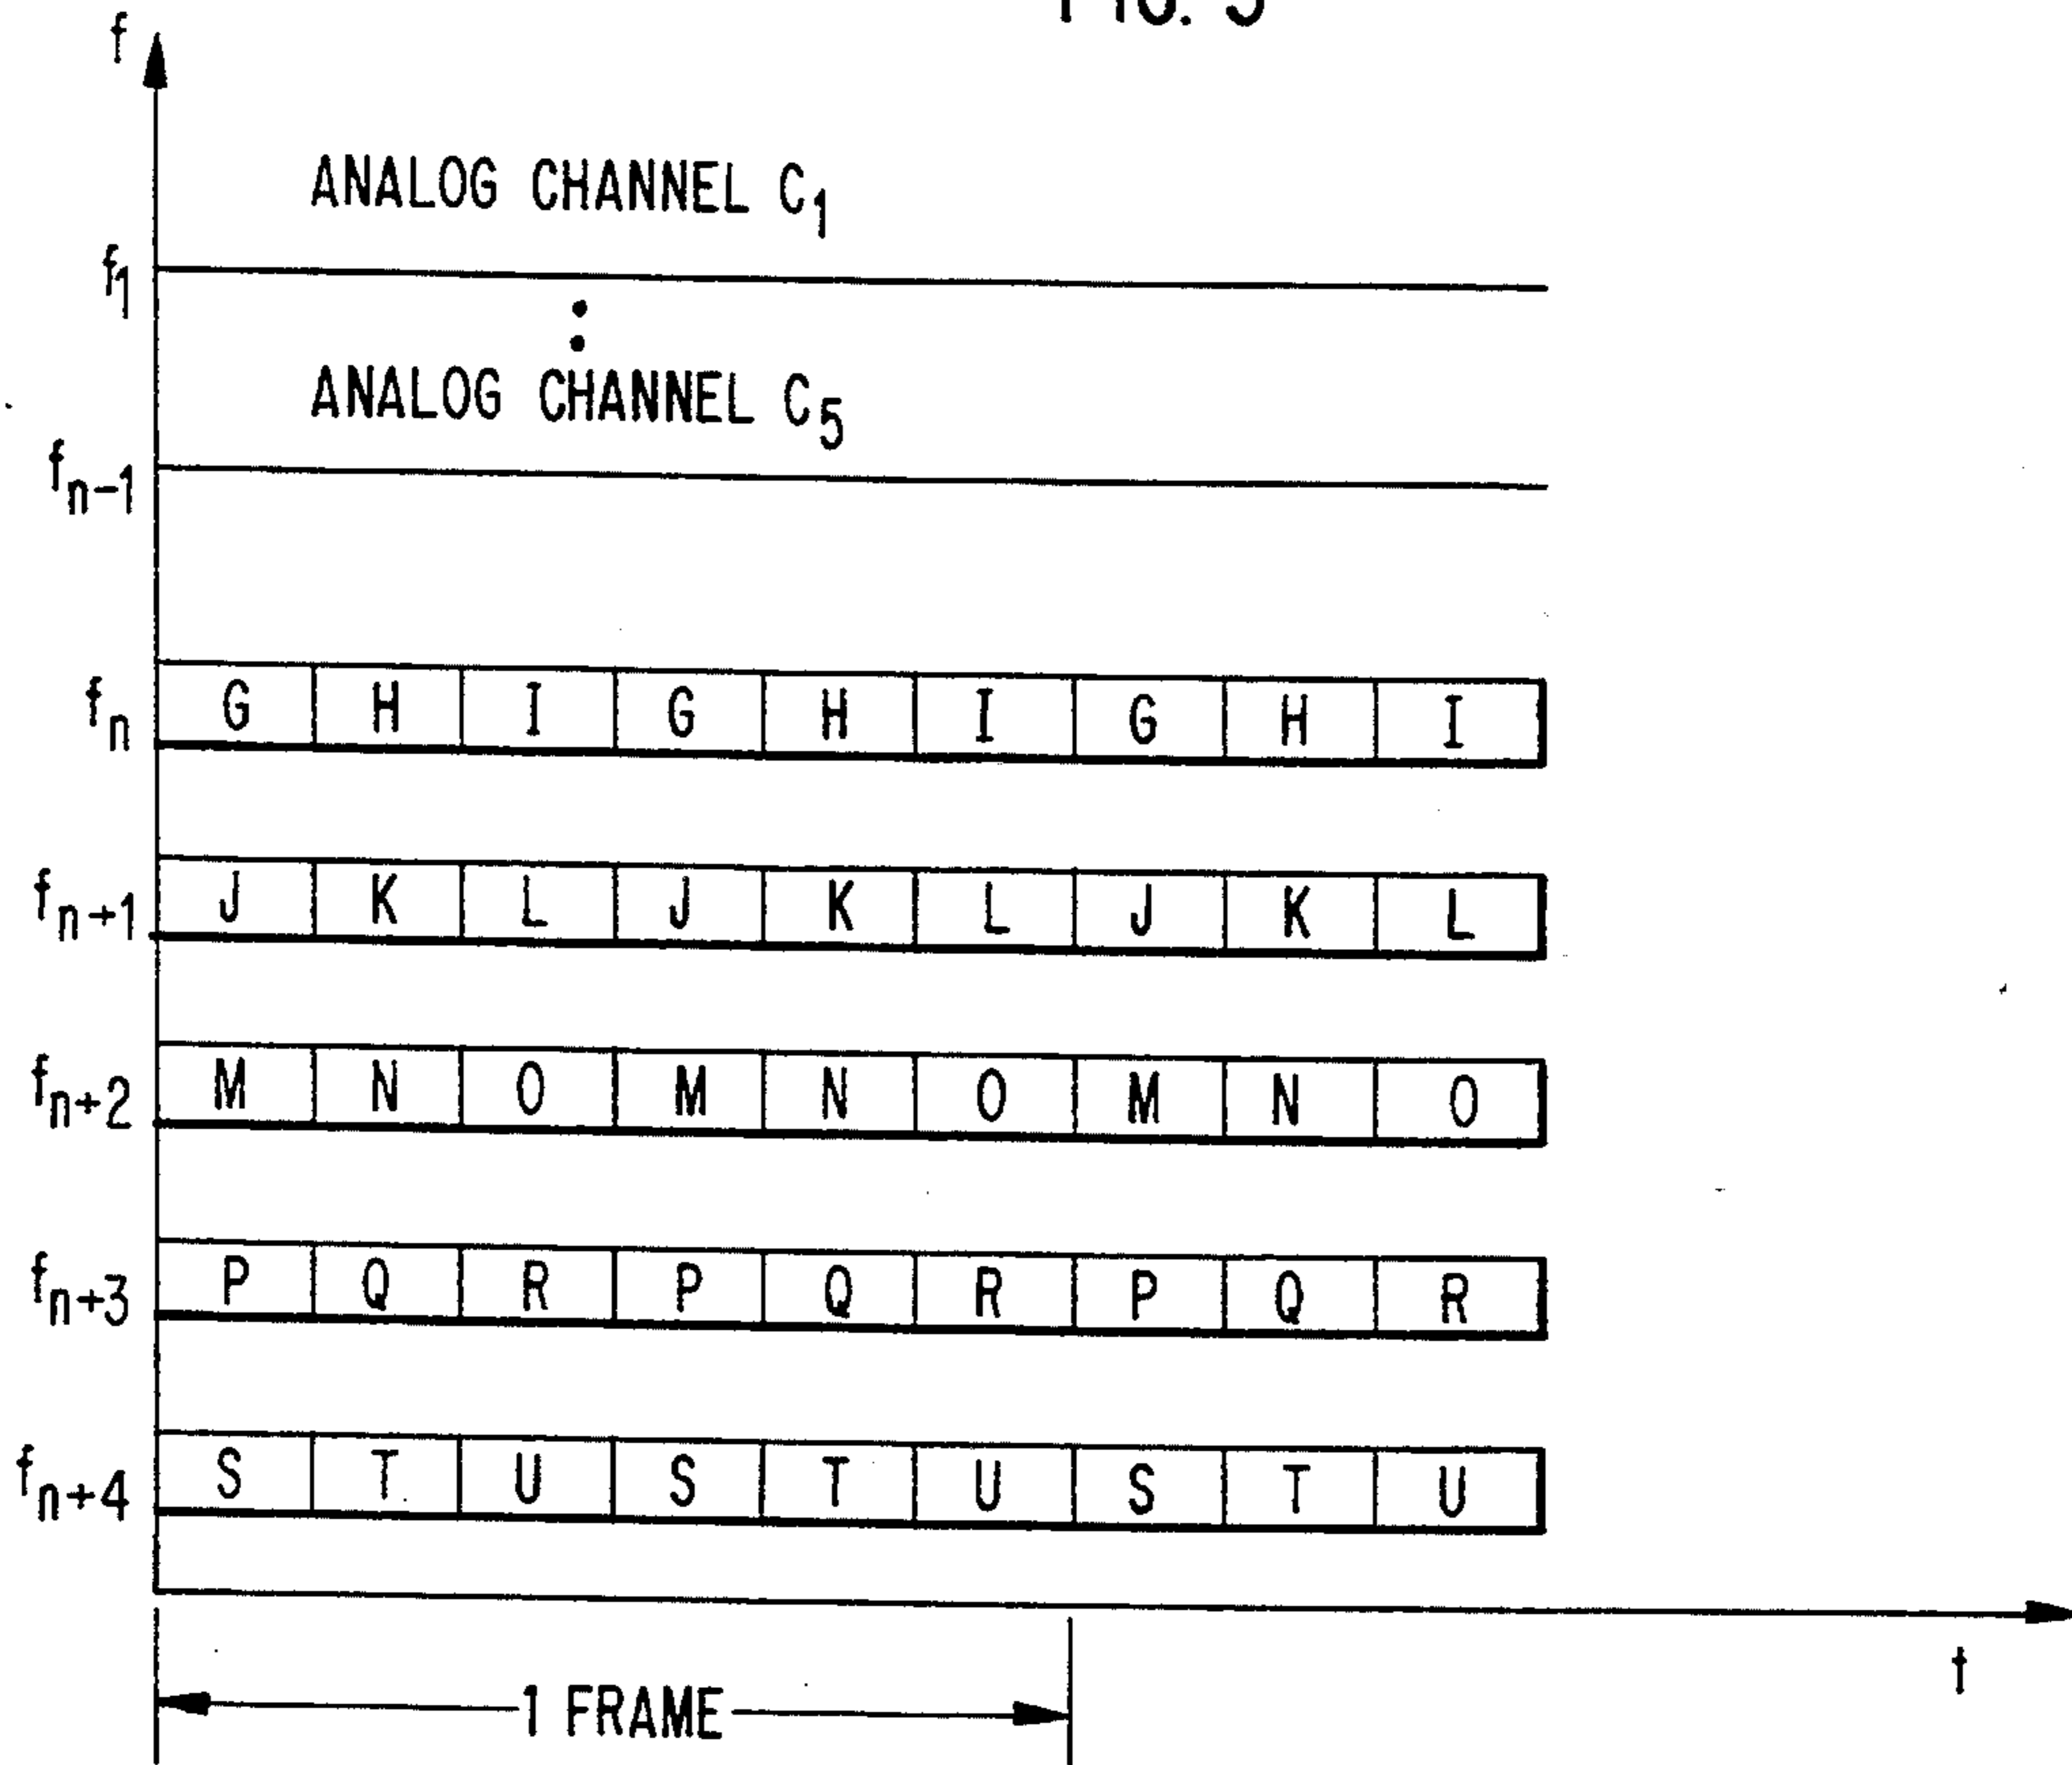 f
ANALOG CHANNEL C1
f1
ANALOG CHANNEL C5
fn-1
fn G H I G H I G H I
fn+1 J K L J K L J K L
fn+2 M N O M N O M N O
fn+3 P Q R P Q R P Q R
fn+4 S T U S T U S T U
t
1 FRAME